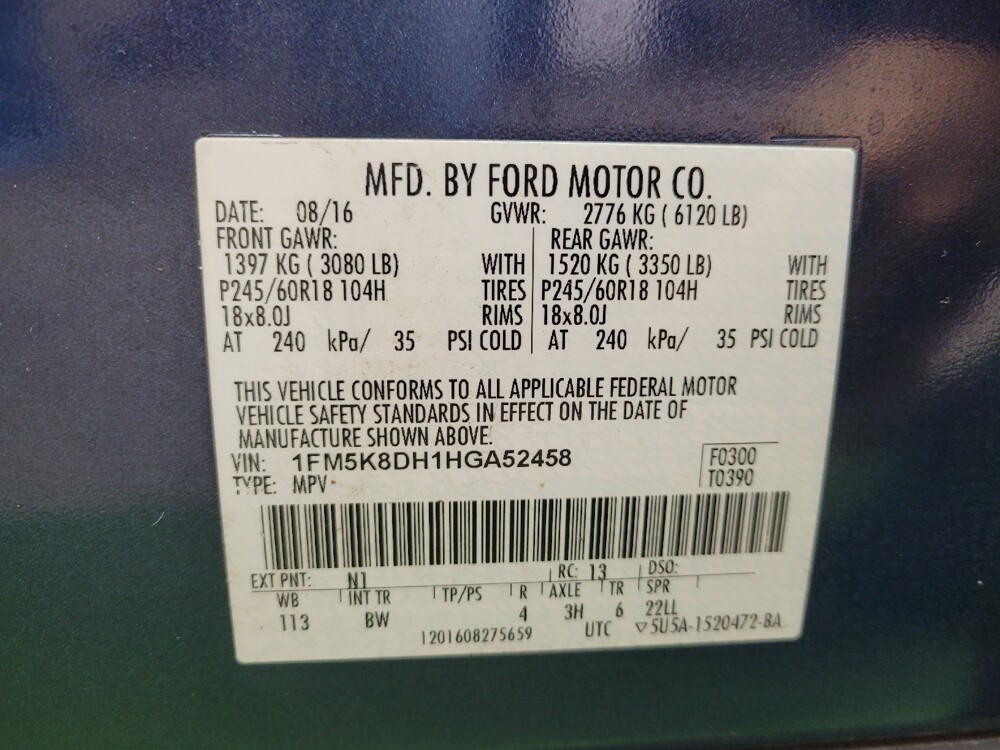 MFD. BY FORD MOTOR CO.
DATE: 08/16 GVWR: 2776 KG ( 6120 LB)
FRONT GAWR: REAR GAWR:
1397 KG ( 3080 LB) WITH 1520 KG ( 3350 LB) WITH
P245/60R18 104H TIRES P245/60R18 104H TIRES
18x8.0J RIMS 18x8.0J RIMS
AT 240 kPa/ 35 PSI COLD AT 240 kPa/ 35 PSI COLD
THIS VEHICLE CONFORMS TO ALL APPLICABLE FEDERAL MOTOR
VEHICLE SAFETY STANDARDS IN EFFECT ON THE DATE OF
MANUFACTURE SHOWN ABOVE.
VIN: 1FM5K8DH1HGA52458 F0300
TYPE: MPV T0390
EXT PNT: N1 RC: 13 DSO:
WB INT TR TP/PS R AXLE TR SPR
113 BW 4 3H 6 22LL
1201608275659 UTC ▽5U5A-1520472-BA